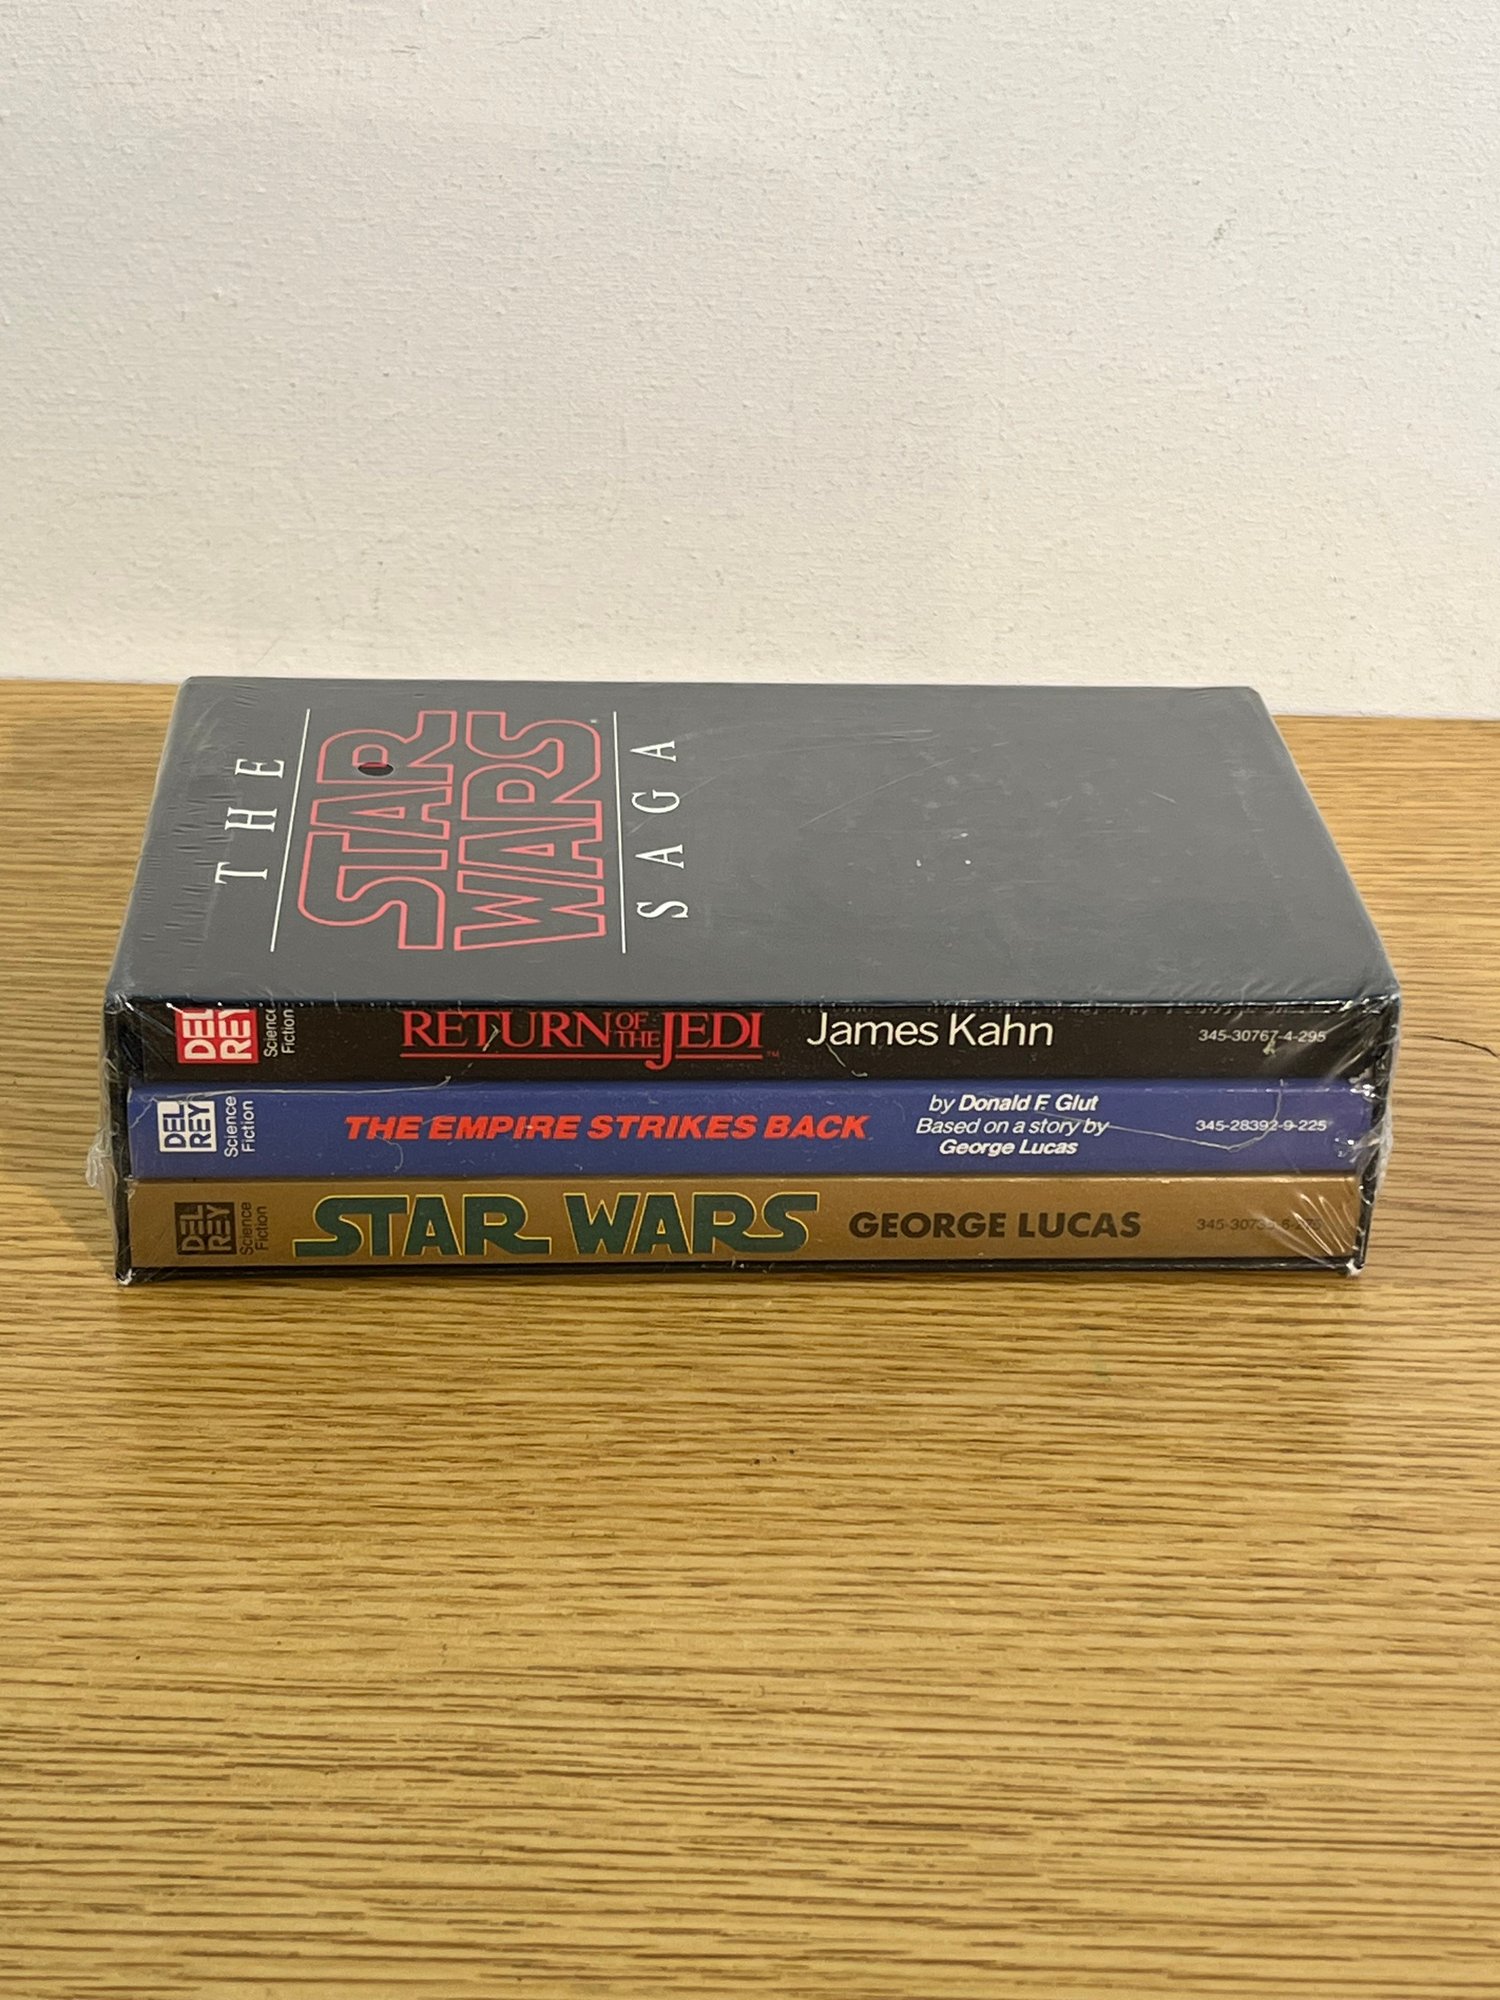 THE
STAR
WARS
SAGA
DEL
REY
Science
Fiction
RETURN OF THE JEDI™
James Kahn
345-30767-4-295
DEL
REY
Science
Fiction
THE EMPIRE STRIKES BACK
by Donald F. Glut
Based on a story by
George Lucas
345-28392-9-225
DEL
REY
Science
Fiction
STAR WARS
GEORGE LUCAS